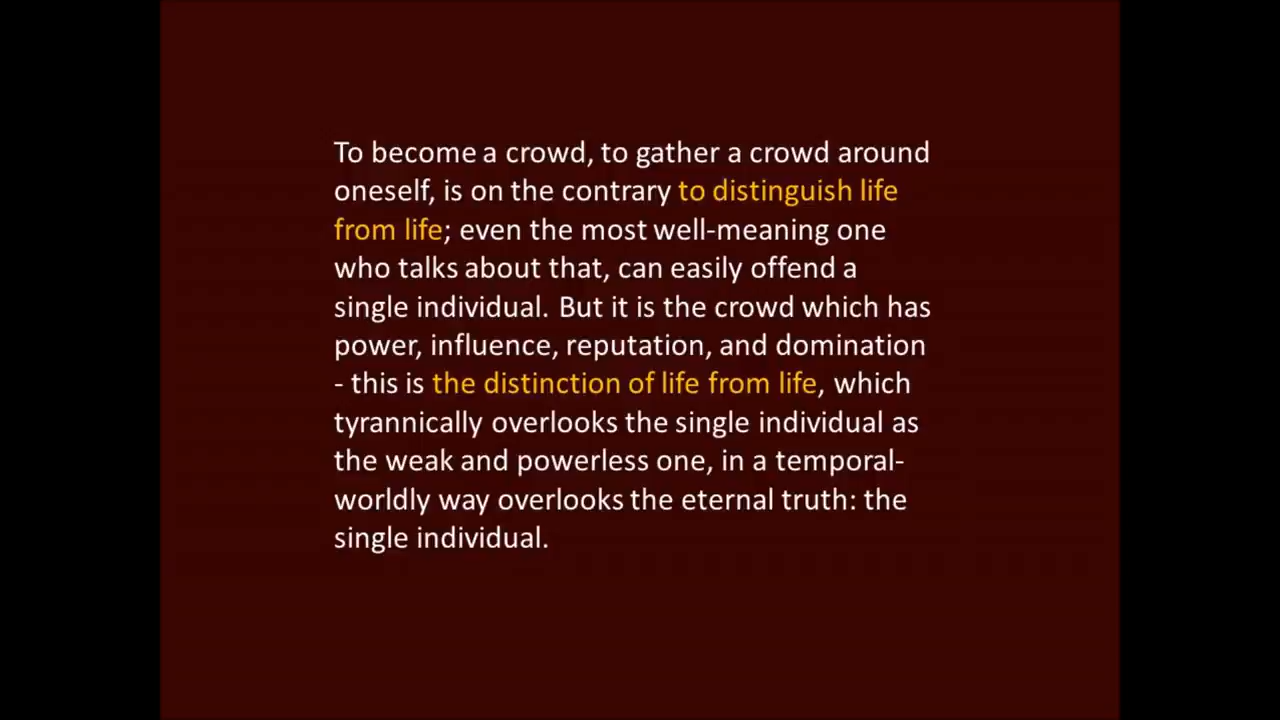 To become a crowd, to gather a crowd around
oneself, is on the contrary to distinguish life
from life; even the most well-meaning one
who talks about that, can easily offend a
single individual. But it is the crowd which has
power, influence, reputation, and domination
- this is the distinction of life from life, which
tyrannically overlooks the single individual as
the weak and powerless one, in a temporal-
worldly way overlooks the eternal truth: the
single individual.